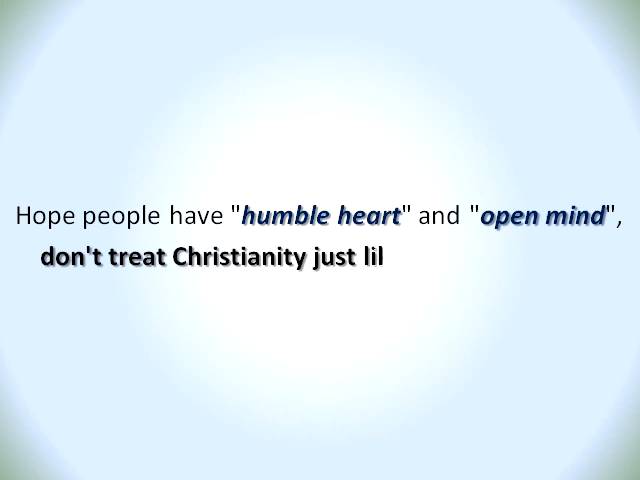 Hope people have "humble heart" and "open mind",
don't treat Christianity just lil